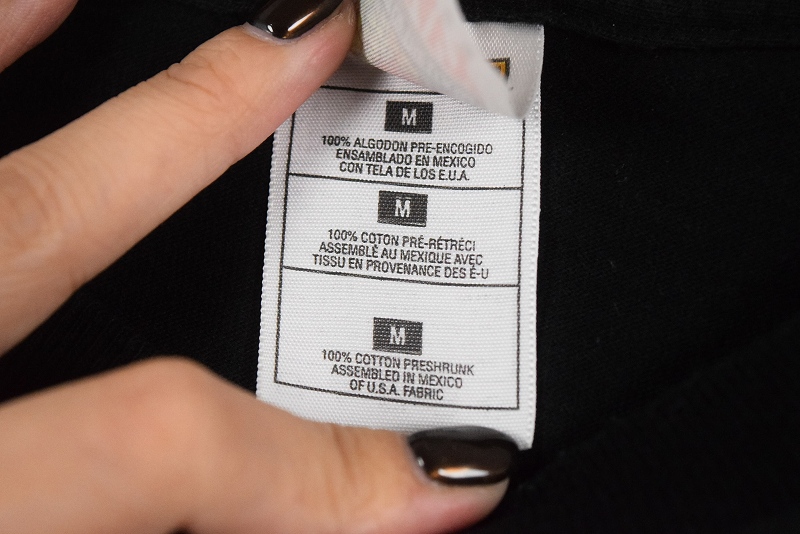 M
100% ALGODON PRE-ENCOGIDO
ENSAMBLADO EN MEXICO
CON TELA DE LOS E.U.A.
M
100% COTON PRÉ-RÉTRÉCI
ASSEMBLÉ AU MEXIQUE AVEC
TISSU EN PROVENANCE DES É-U
M
100% COTTON PRESHRUNK
ASSEMBLED IN MEXICO
OF U.S.A. FABRIC